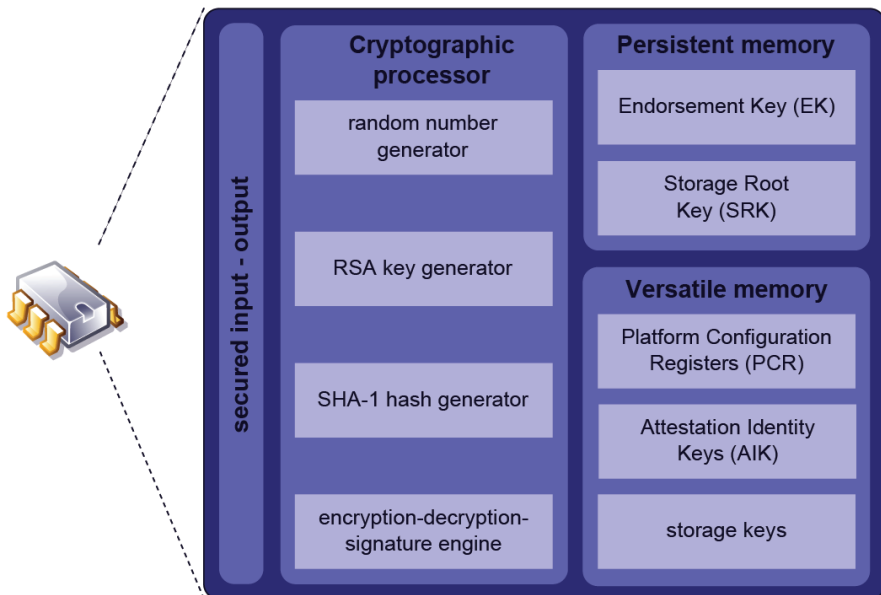 secured input - output
Cryptographic
processor
random number
generator
RSA key generator
SHA-1 hash generator
encryption-decryption-
signature engine
Persistent memory
Endorsement Key (EK)
Storage Root
Key (SRK)
Versatile memory
Platform Configuration
Registers (PCR)
Attestation Identity
Keys (AIK)
storage keys